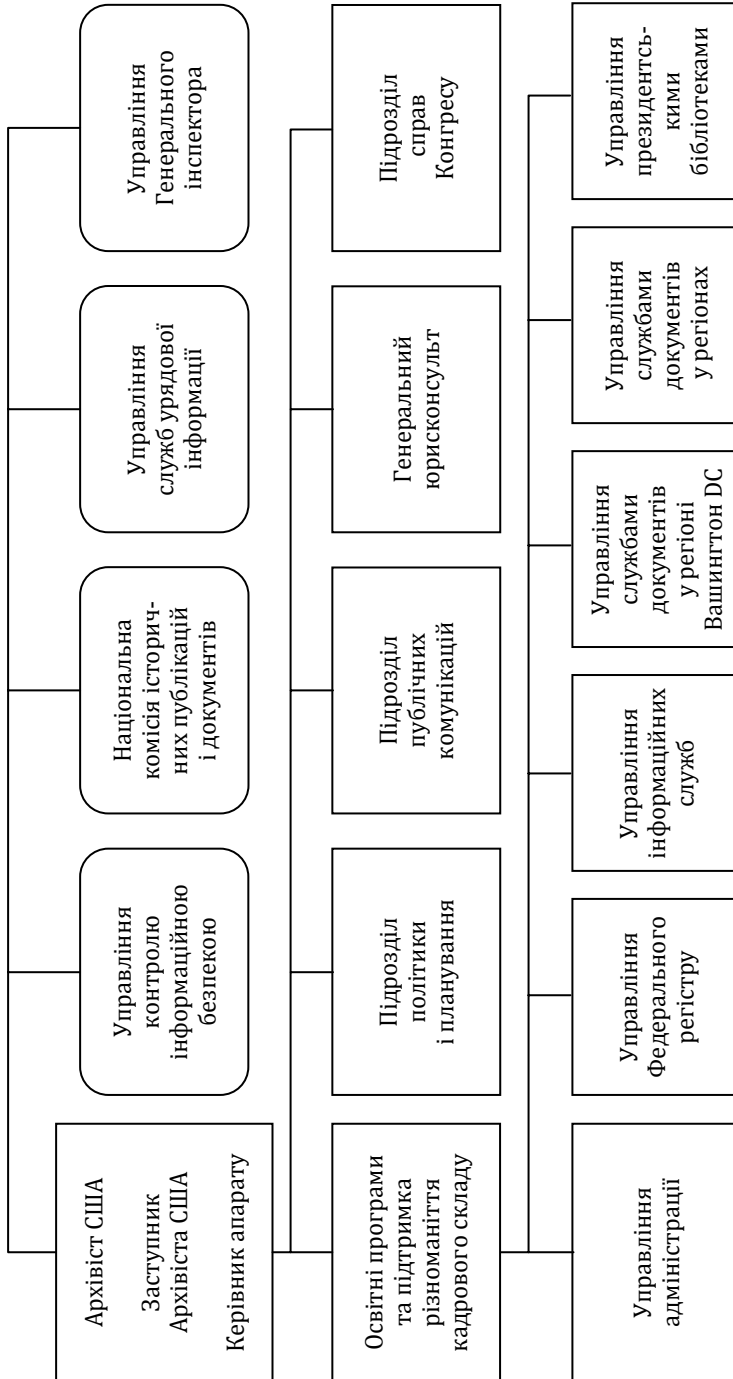 Архівіст США
Заступник
Архівіста США
Керівник апарату
Управління
контролю
інформаційною
безпекою
Національна
комісія історич-
них публікацій
і документів
Управління
служб урядової
інформації
Управління
Генерального
інспектора
Освітні програми
та підтримка
різноманіття
кадрового складу
Підрозділ
політики
і планування
Підрозділ
публічних
комунікацій
Генеральний
юрисконсульт
Підрозділ
справ
Конгресу
Управління
адміністрації
Управління
Федерального
регістру
Управління
інформаційних
служб
Управління
службами
документів
у регіоні
Вашингтон DC
Управління
службами
документів
у регіонах
Управління
президентсь-
кими
бібліотеками